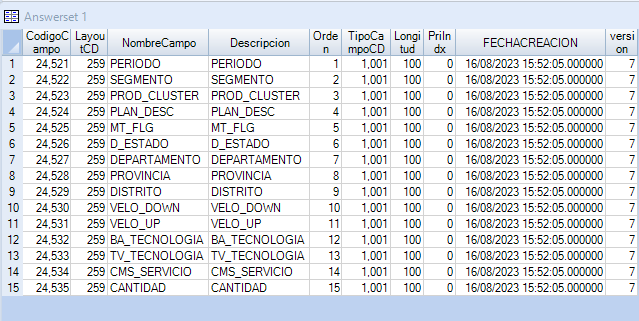 Answerset 1
CodigoCampo LayoutCD NombreCampo Descripcion Orden TipoCampoCD Longitud PriIndx FECHACREACION version
1 24,521 259 PERIODO PERIODO 1 1,001 100 0 16/08/2023 15:52:05.000000 7
2 24,522 259 SEGMENTO SEGMENTO 2 1,001 100 0 16/08/2023 15:52:05.000000 7
3 24,523 259 PROD_CLUSTER PROD_CLUSTER 3 1,001 100 0 16/08/2023 15:52:05.000000 7
4 24,524 259 PLAN_DESC PLAN_DESC 4 1,001 100 0 16/08/2023 15:52:05.000000 7
5 24,525 259 MT_FLG MT_FLG 5 1,001 100 0 16/08/2023 15:52:05.000000 7
6 24,526 259 D_ESTADO D_ESTADO 6 1,001 100 0 16/08/2023 15:52:05.000000 7
7 24,527 259 DEPARTAMENTO DEPARTAMENTO 7 1,001 100 0 16/08/2023 15:52:05.000000 7
8 24,528 259 PROVINCIA PROVINCIA 8 1,001 100 0 16/08/2023 15:52:05.000000 7
9 24,529 259 DISTRITO DISTRITO 9 1,001 100 0 16/08/2023 15:52:05.000000 7
10 24,530 259 VELO_DOWN VELO_DOWN 10 1,001 100 0 16/08/2023 15:52:05.000000 7
11 24,531 259 VELO_UP VELO_UP 11 1,001 100 0 16/08/2023 15:52:05.000000 7
12 24,532 259 BA_TECNOLOGIA BA_TECNOLOGIA 12 1,001 100 0 16/08/2023 15:52:05.000000 7
13 24,533 259 TV_TECNOLOGIA TV_TECNOLOGIA 13 1,001 100 0 16/08/2023 15:52:05.000000 7
14 24,534 259 CMS_SERVICIO CMS_SERVICIO 14 1,001 100 0 16/08/2023 15:52:05.000000 7
15 24,535 259 CANTIDAD CANTIDAD 15 1,001 100 0 16/08/2023 15:52:05.000000 7